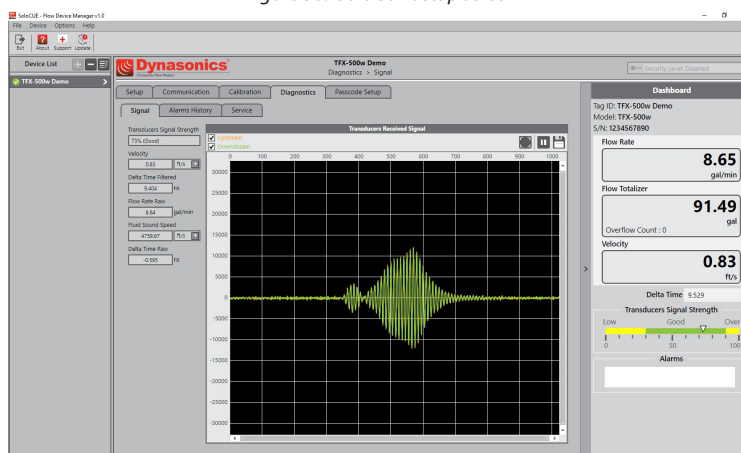 SoloCUE - Flow Device Manager v1.0
File Device Options Help
Exit About Support Update
Device List
TFX-500w Demo
Dynasonics
Ultrasonic Flow Meters
TFX-500w Demo
Diagnostics > Signal
Security Level: Disabled
Setup Communication Calibration Diagnostics Passcode Setup
Signal Alarms History Service
Transducers Signal Strength
73% (Good)
Velocity
0.83 ft/s
Delta Time Filtered
9.404 ns
Flow Rate Raw
8.64 gal/min
Fluid Sound Speed
4759.67 ft/s
Delta Time Raw
-0.595 ns
Transducers Received Signal
Upstream
Downstream
0 100 200 300 400 500 600 700 800 900 1000
30000
25000
20000
15000
10000
5000
0
-5000
-10000
-15000
-20000
-25000
-30000
Dashboard
Tag ID: TFX-500w Demo
Model: TFX-500w
S/N: 1234567890
Flow Rate
8.65
gal/min
Flow Totalizer
91.49
gal
Overflow Count : 0
Velocity
0.83
ft/s
Delta Time 9.529
Transducers Signal Strength
Low Good Over
0 50 100
Alarms